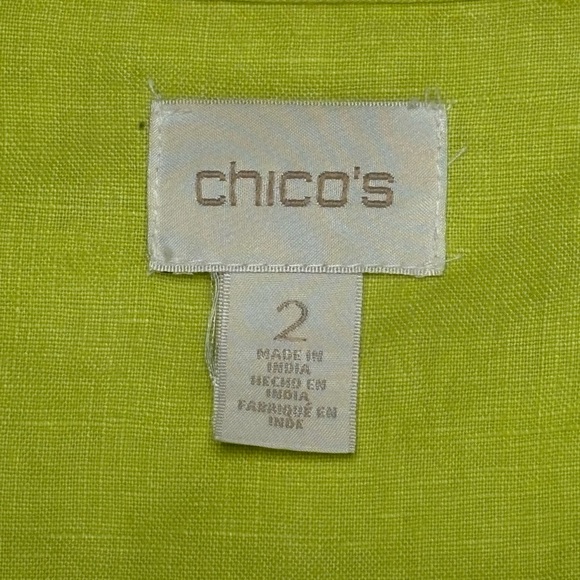 chico's
2
MADE IN
INDIA
HECHO EN
INDIA
FABRIQUÉ EN
INDE